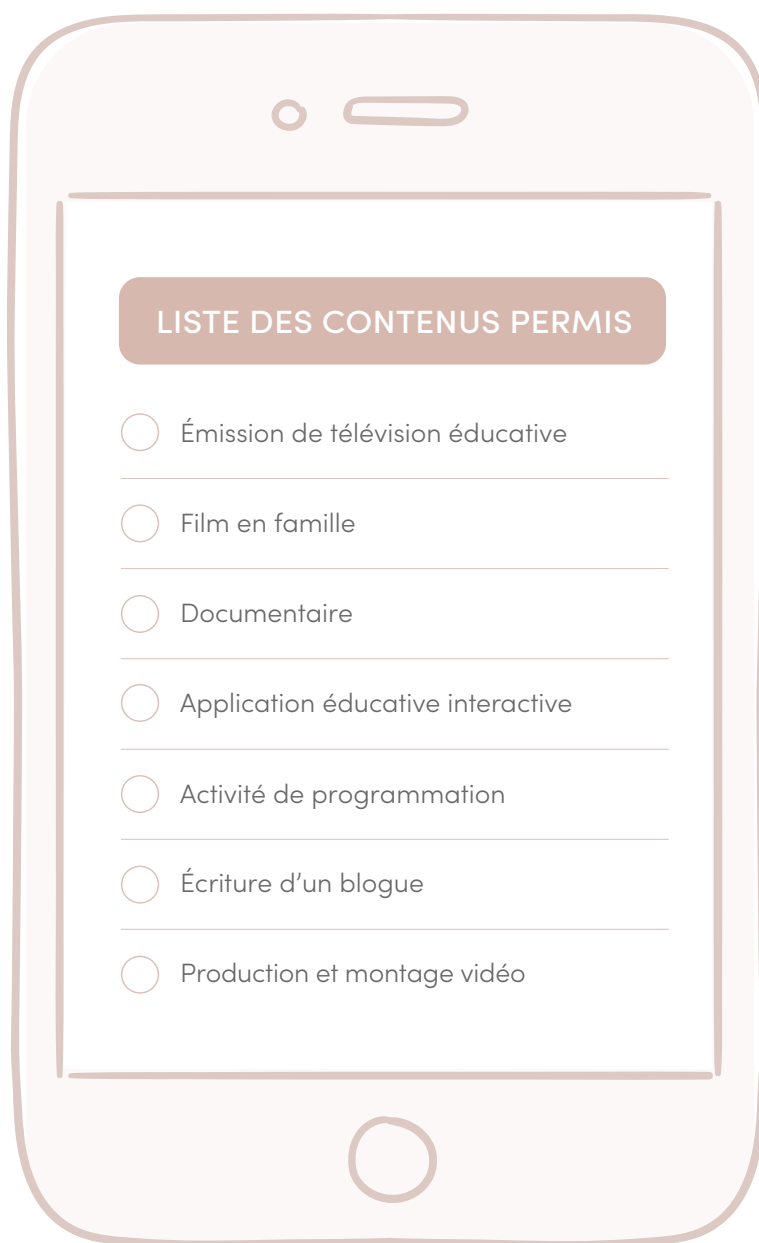 LISTE DES CONTENUS PERMIS
Émission de télévision éducative
Film en famille
Documentaire
Application éducative interactive
Activité de programmation
Écriture d’un blogue
Production et montage vidéo